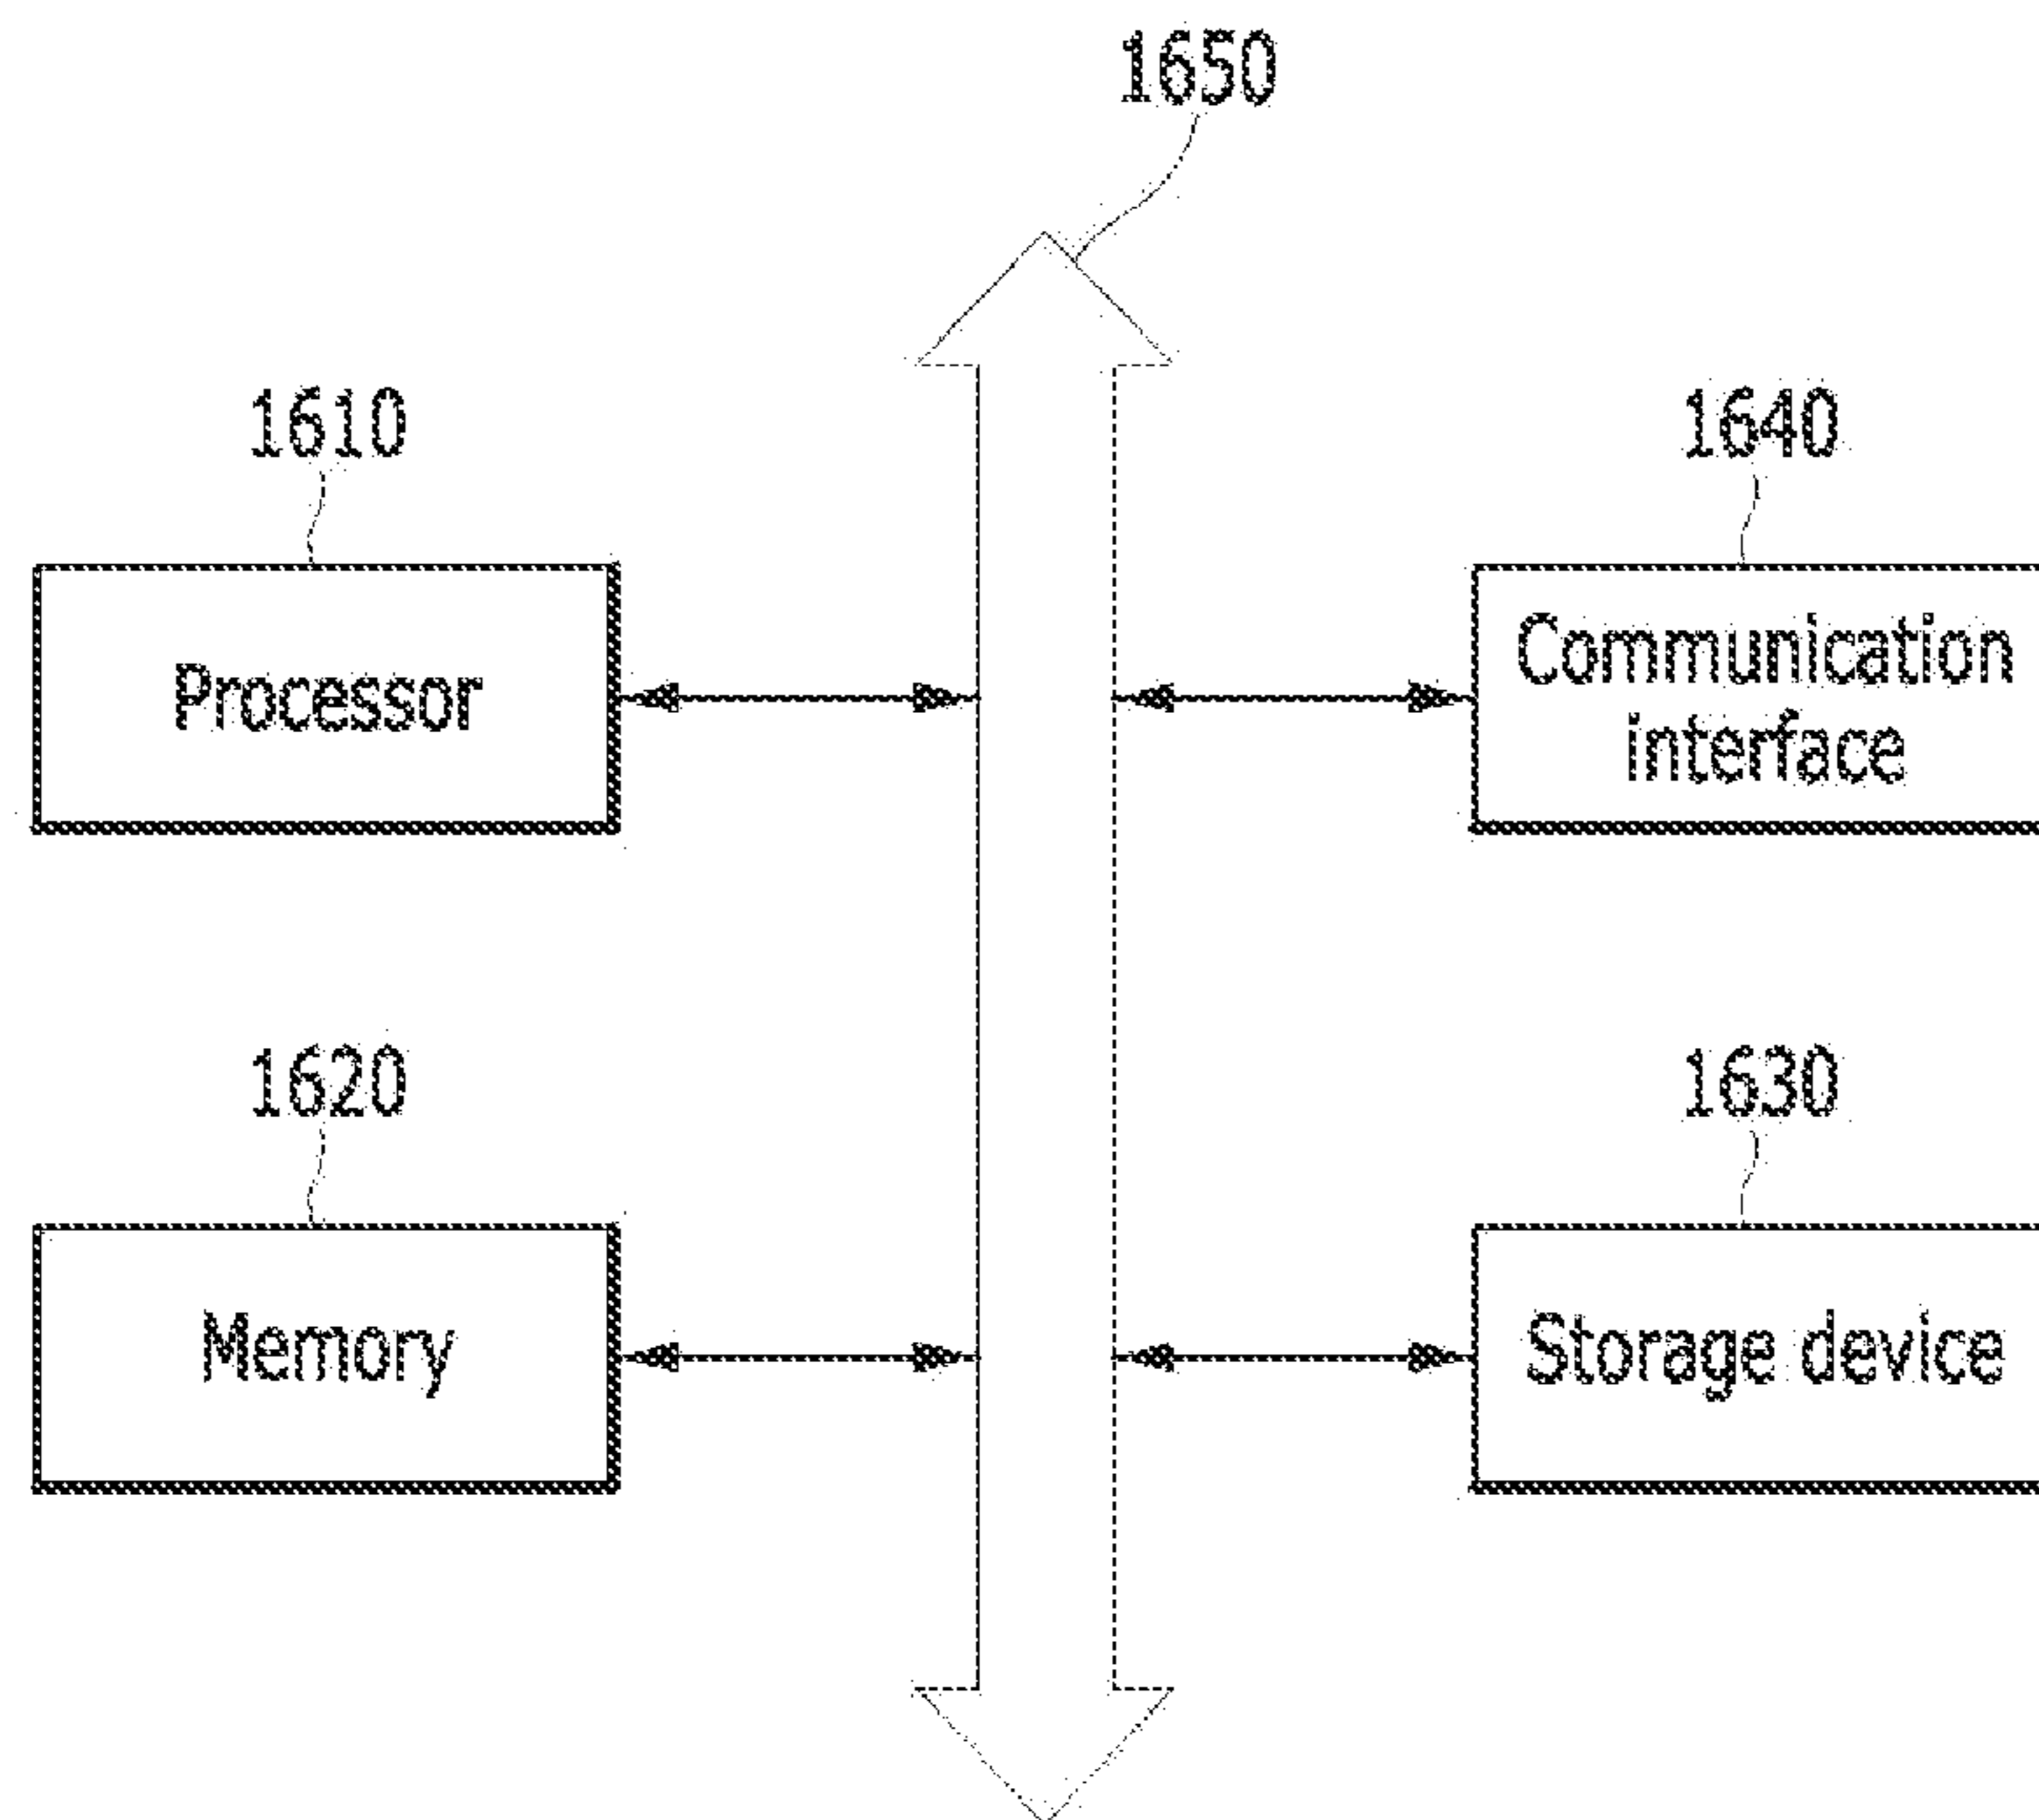 1650
1610
1640
Processor
Communication
interface
1620
1630
Memory
Storage device